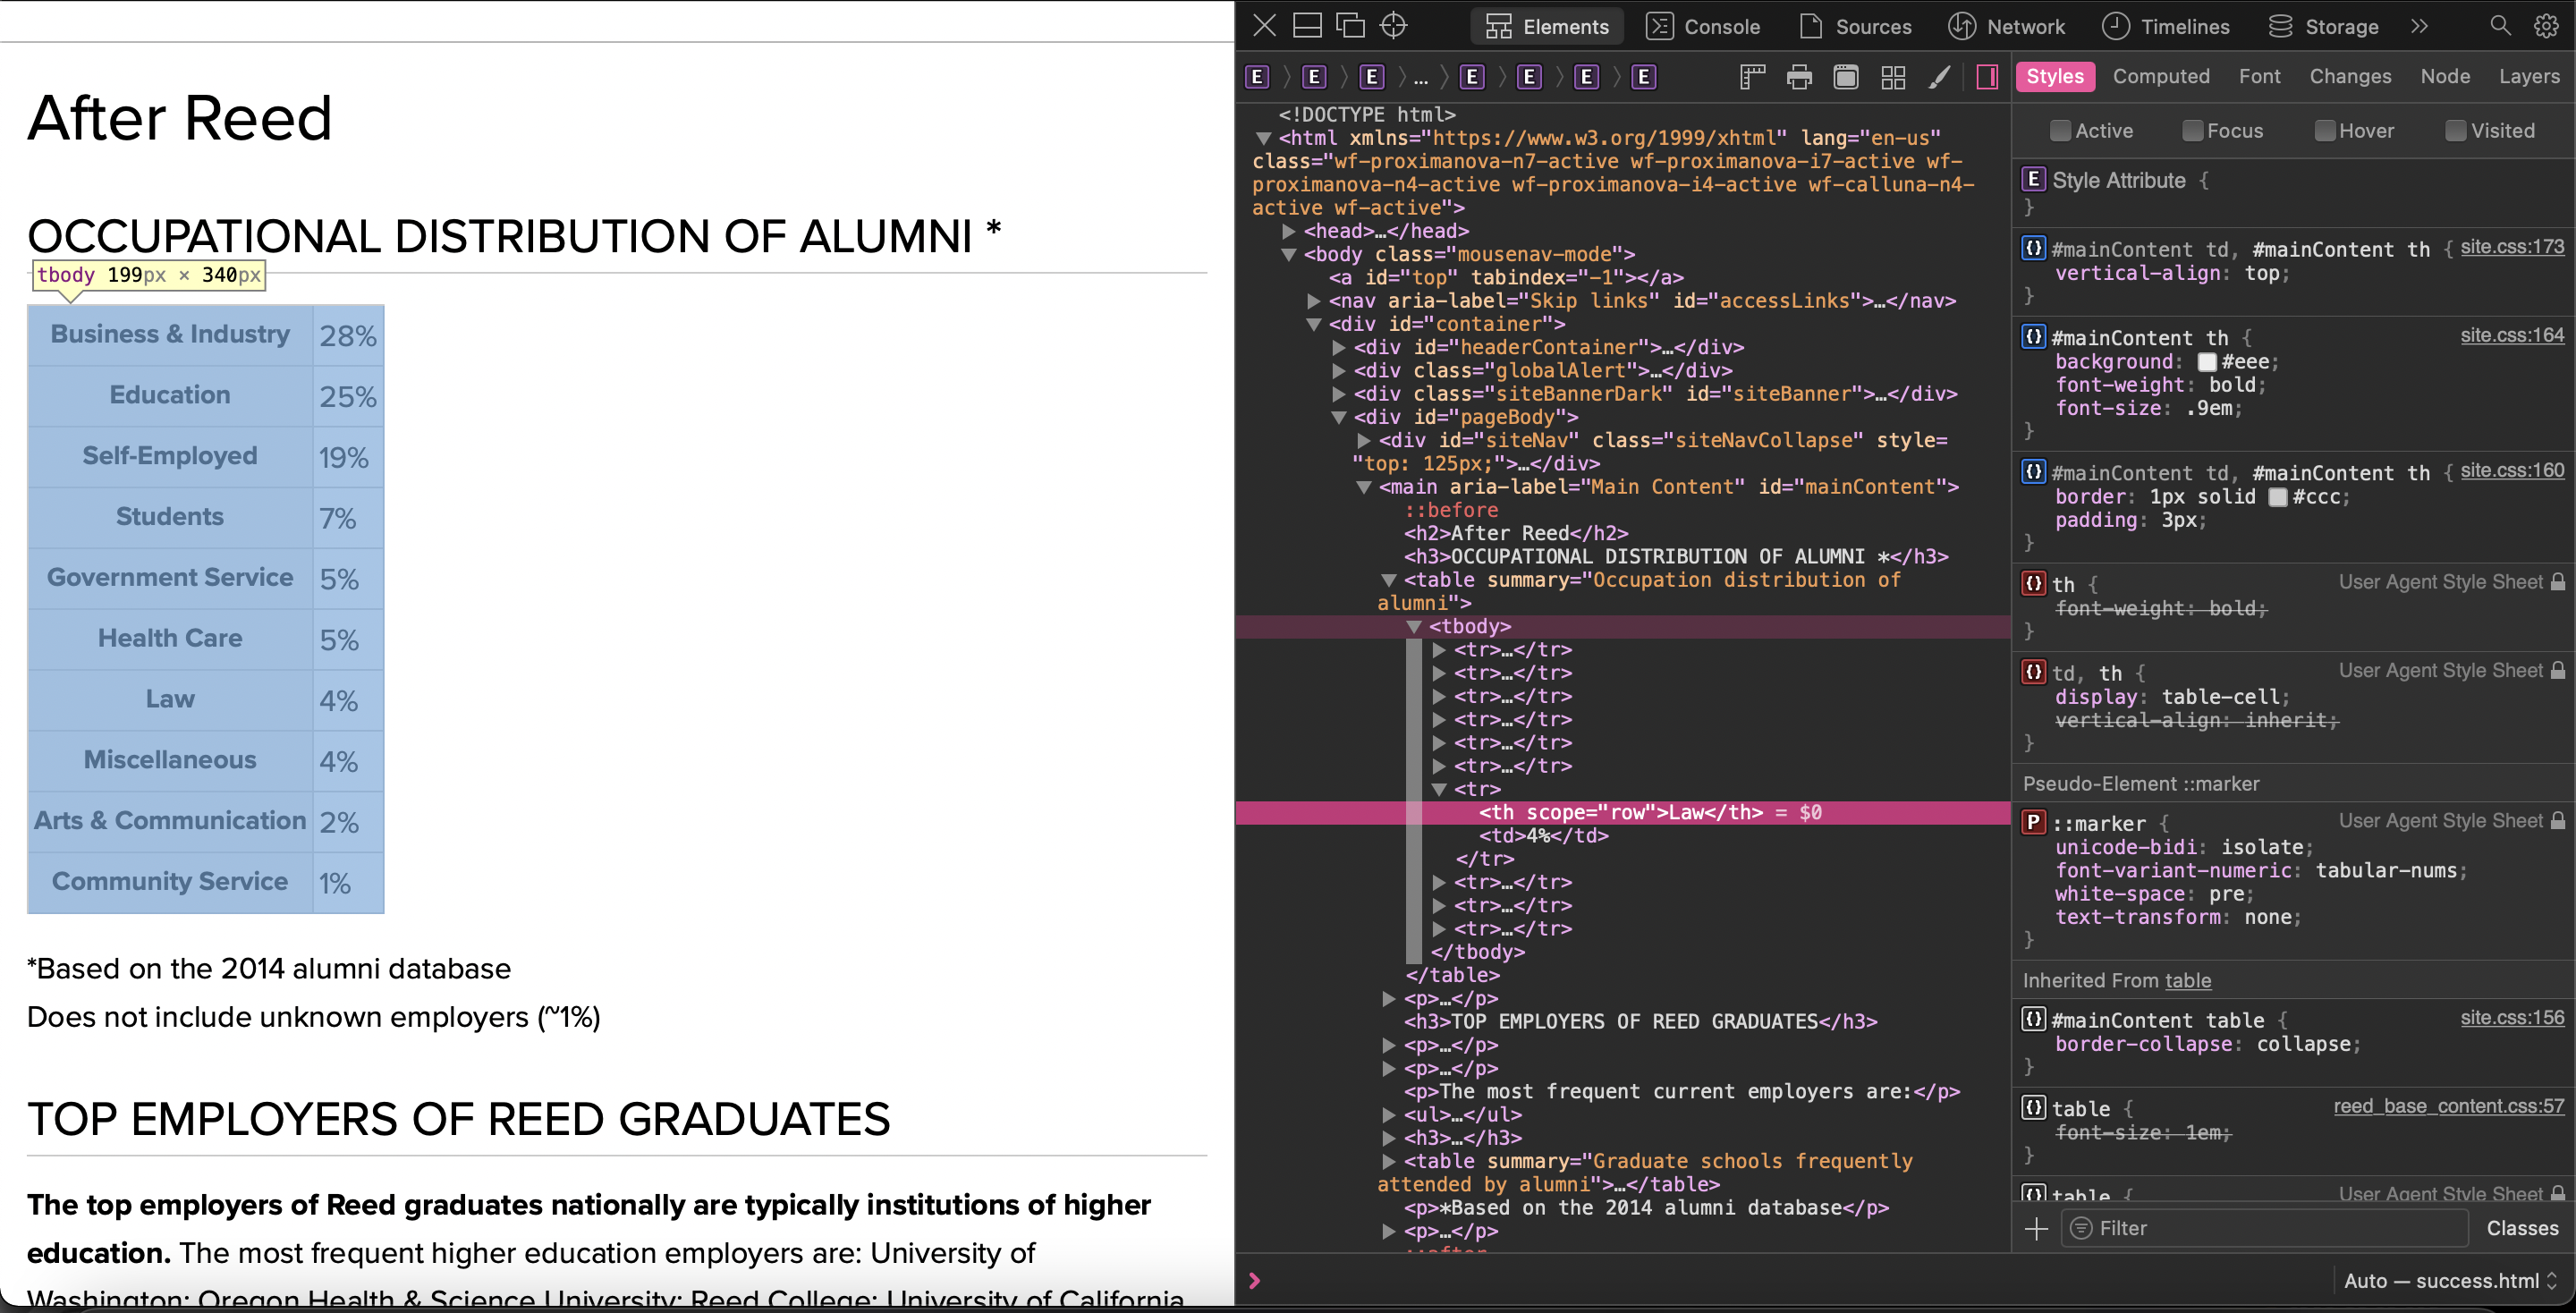 After Reed
OCCUPATIONAL DISTRIBUTION OF ALUMNI *
tbody 199px × 340px
Business & Industry 28%
Education 25%
Self-Employed 19%
Students 7%
Government Service 5%
Health Care 5%
Law 4%
Miscellaneous 4%
Arts & Communication 2%
Community Service 1%
*Based on the 2014 alumni database
Does not include unknown employers (~1%)
TOP EMPLOYERS OF REED GRADUATES
The top employers of Reed graduates nationally are typically institutions of higher
education. The most frequent higher education employers are: University of
Washington; Oregon Health & Science University; Reed College; University of California
Elements Console Sources Network Timelines Storage
E E E … E E E E
<!DOCTYPE html>
<html xmlns="https://www.w3.org/1999/xhtml" lang="en-us"
class="wf-proximanova-n7-active wf-proximanova-i7-active wf-
proximanova-n4-active wf-proximanova-i4-active wf-calluna-n4-
active wf-active">
<head>…</head>
<body class="mousenav-mode">
<a id="top" tabindex="-1"></a>
<nav aria-label="Skip links" id="accessLinks">…</nav>
<div id="container">
<div id="headerContainer">…</div>
<div class="globalAlert">…</div>
<div class="siteBannerDark" id="siteBanner">…</div>
<div id="pageBody">
<div id="siteNav" class="siteNavCollapse" style=
"top: 125px;">…</div>
<main aria-label="Main Content" id="mainContent">
::before
<h2>After Reed</h2>
<h3>OCCUPATIONAL DISTRIBUTION OF ALUMNI *</h3>
<table summary="Occupation distribution of
alumni">
<tbody>
<tr>…</tr>
<tr>…</tr>
<tr>…</tr>
<tr>…</tr>
<tr>…</tr>
<tr>…</tr>
<tr>
<th scope="row">Law</th> = $0
<td>4%</td>
</tr>
<tr>…</tr>
<tr>…</tr>
<tr>…</tr>
</tbody>
</table>
<p>…</p>
<h3>TOP EMPLOYERS OF REED GRADUATES</h3>
<p>…</p>
<p>…</p>
<p>The most frequent current employers are:</p>
<ul>…</ul>
<h3>…</h3>
<table summary="Graduate schools frequently
attended by alumni">…</table>
<p>*Based on the 2014 alumni database</p>
<p>…</p>
::after
Styles Computed Font Changes Node Layers
Active Focus Hover Visited
E Style Attribute {
}
{} #mainContent td, #mainContent th { site.css:173
vertical-align: top;
}
{} #mainContent th { site.css:164
background: #eee;
font-weight: bold;
font-size: .9em;
}
{} #mainContent td, #mainContent th { site.css:160
border: 1px solid #ccc;
padding: 3px;
}
{} th { User Agent Style Sheet
font-weight: bold;
}
{} td, th { User Agent Style Sheet
display: table-cell;
vertical-align: inherit;
}
Pseudo-Element ::marker
P ::marker { User Agent Style Sheet
unicode-bidi: isolate;
font-variant-numeric: tabular-nums;
white-space: pre;
text-transform: none;
}
Inherited From table
{} #mainContent table { site.css:156
border-collapse: collapse;
}
{} table { reed_base_content.css:57
font-size: 1em;
}
{} table { User Agent Style Sheet
Filter Classes
Auto — success.html